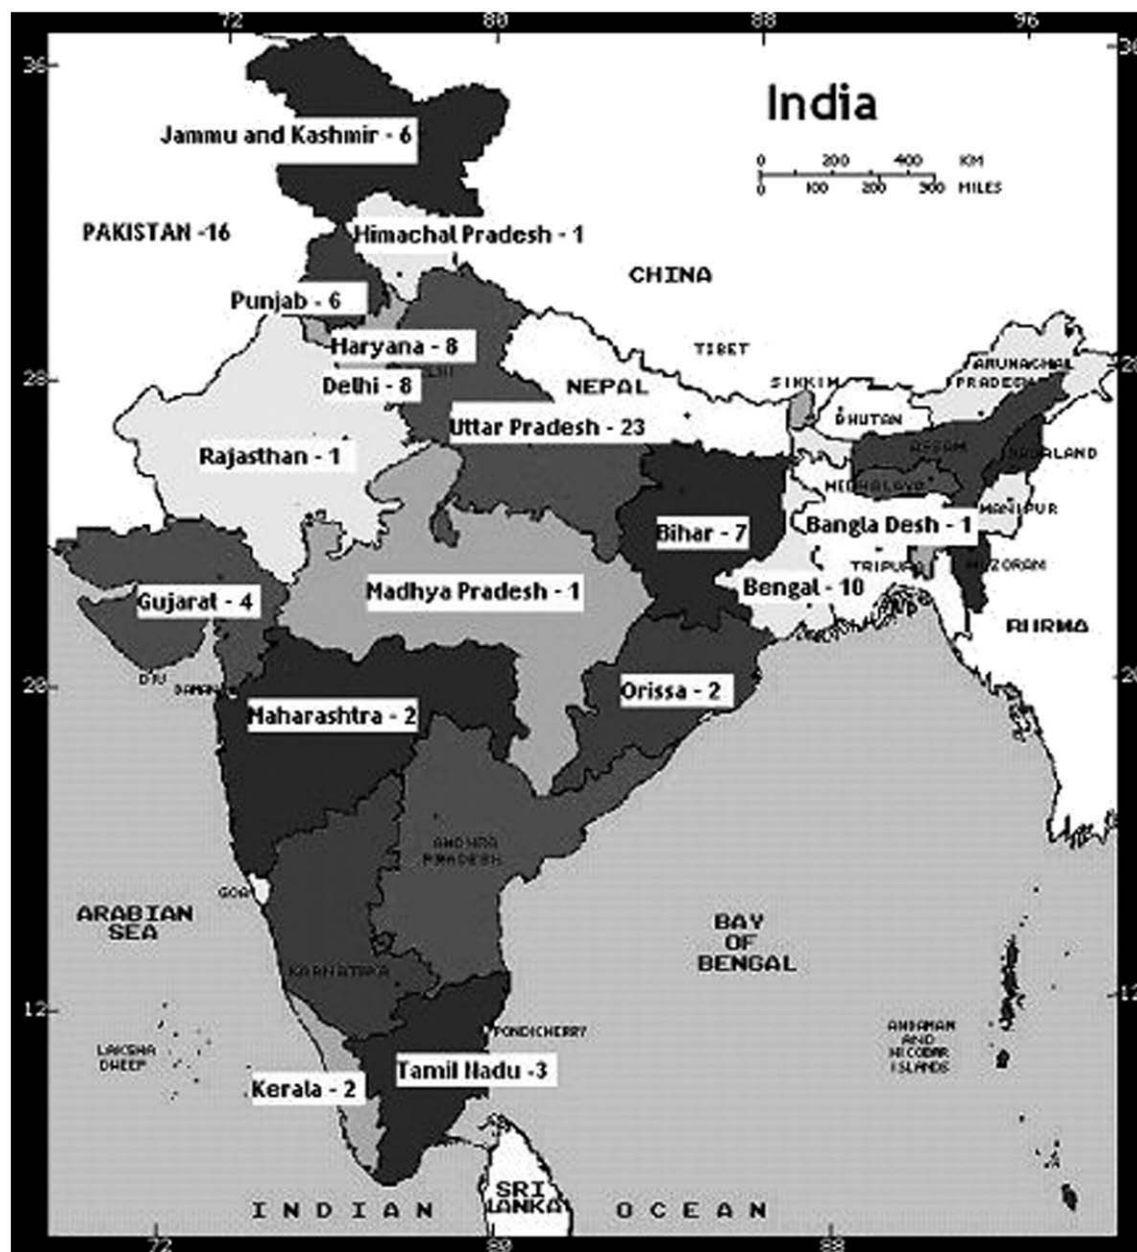 72 80 88 96
36 36
India
Jammu and Kashmir - 6
0 200 400 KM
0 100 200 300 MILES
PAKISTAN -16
Himachal Pradesh - 1
CHINA
Punjab - 6
Haryana - 8
TIBET
28
Delhi - 8
NEPAL
SIKKIM
ARUNACHAL
PRADESH
BHUTAN
Uttar Pradesh - 23
Rajasthan - 1
ASSAM
NAGALAND
MEGHALAYA
MANIPUR
Bihar - 7
Bangla Desh - 1
TRIPURA
MIZORAM
Madhya Pradesh - 1
Bengal - 10
Gujarat - 4
BURMA
DIU
DAMAN
20
Orissa - 2
Maharashtra - 2
ANDHRA
PRADESH
GOA
ARABIAN
SEA
BAY
OF
BENGAL
KARNATAKA
12 12
PONDICHERRY
LAKSHA
DWEEP
ANDAMAN
AND
NICOBAR
ISLANDS
Kerala - 2
Tamil Nadu -3
SRI
LANKA
INDIAN OCEAN
72 80 88